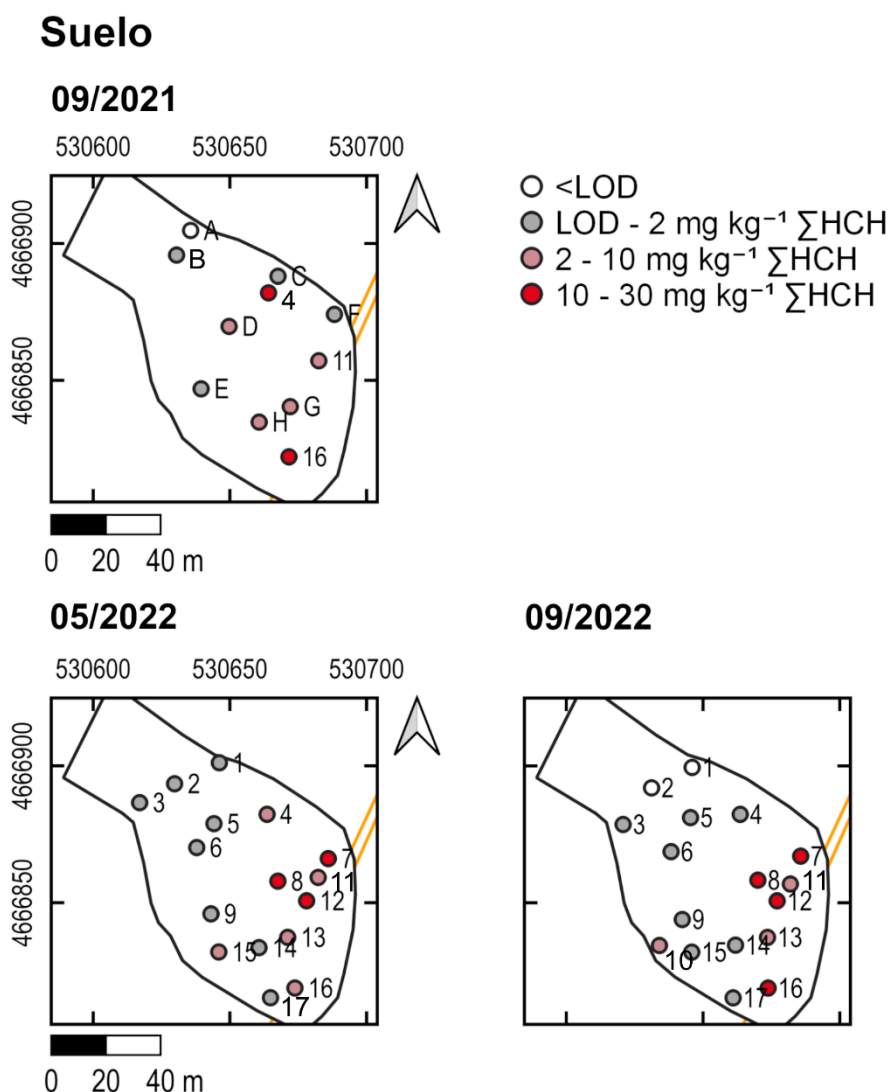 Suelo
09/2021
530600 530650 530700
4666900
4666850
A
B
C
4
F
D
11
E
G
H
16
0 20 40 m
<LOD
LOD - 2 mg kg⁻¹ ∑HCH
2 - 10 mg kg⁻¹ ∑HCH
10 - 30 mg kg⁻¹ ∑HCH
05/2022
530600 530650 530700
4666900
4666850
1
2
3
4
5
6
7
8
11
12
9
13
14
15
16
17
0 20 40 m
09/2022
1
2
3
5
4
6
7
8
11
12
9
13
14
10
15
16
17